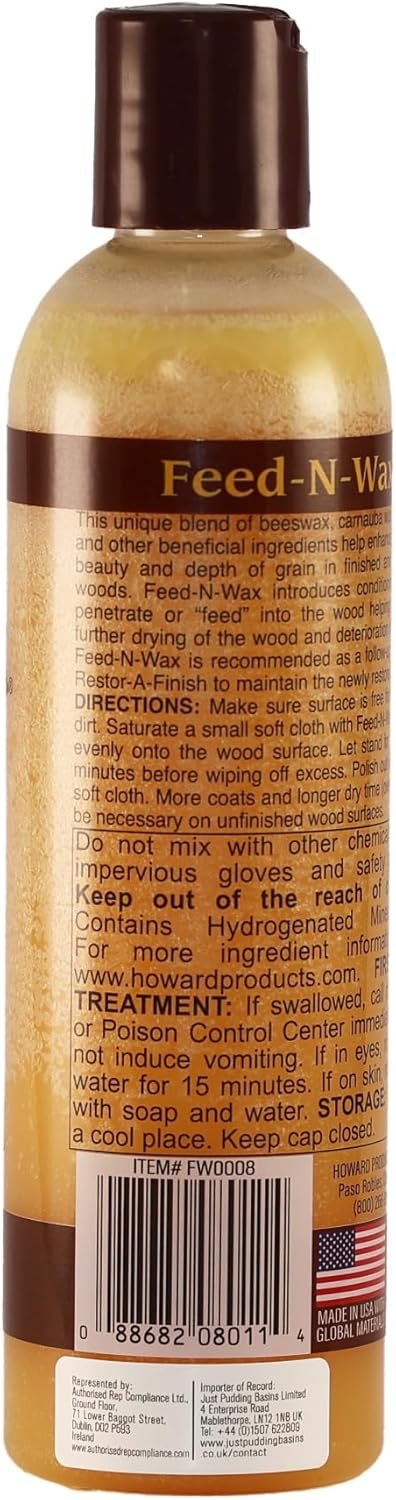 Feed-N-Wax
This unique blend of beeswax, carnauba
and other beneficial ingredients help
beauty and depth of grain in finished
woods. Feed-N-Wax introduces
penetrate or “feed” into the wood
further drying of the wood and deterioration
Feed-N-Wax is recommended as a
Restor-A-Finish to maintain the newly
DIRECTIONS: Make sure surface is free
dirt. Saturate a small soft cloth with
evenly onto the wood surface. Let stand
minutes before wiping off excess. Polish
soft cloth. More coats and longer dry time
be necessary on unfinished wood surfaces.
Do not mix with other
impervious gloves and safety
Keep out of the reach of
Contains Hydrogenated
For more ingredient
www.howardproducts.com.
TREATMENT: If swallowed, call
or Poison Control Center
not induce vomiting. If in eyes,
water for 15 minutes. If on skin,
with soap and water. STORAGE
a cool place. Keep cap closed.
ITEM# FW0008
HOWARD
Paso Robles,
(800)
0 88682 08011 4
MADE IN USA WITH
GLOBAL
Represented by:
Authorised Rep Compliance Ltd.,
Ground Floor,
71 Lower Baggot Street,
Dublin, D02 P593
Ireland
www.authorisedrepcompliance.com
Importer of Record:
Just Pudding Basins Limited
4 Enterprise Road
Mablethorpe, LN12 1NB UK
Tel: +44 (0)1507 622809
www.justpuddingbasins
.co.uk/contact